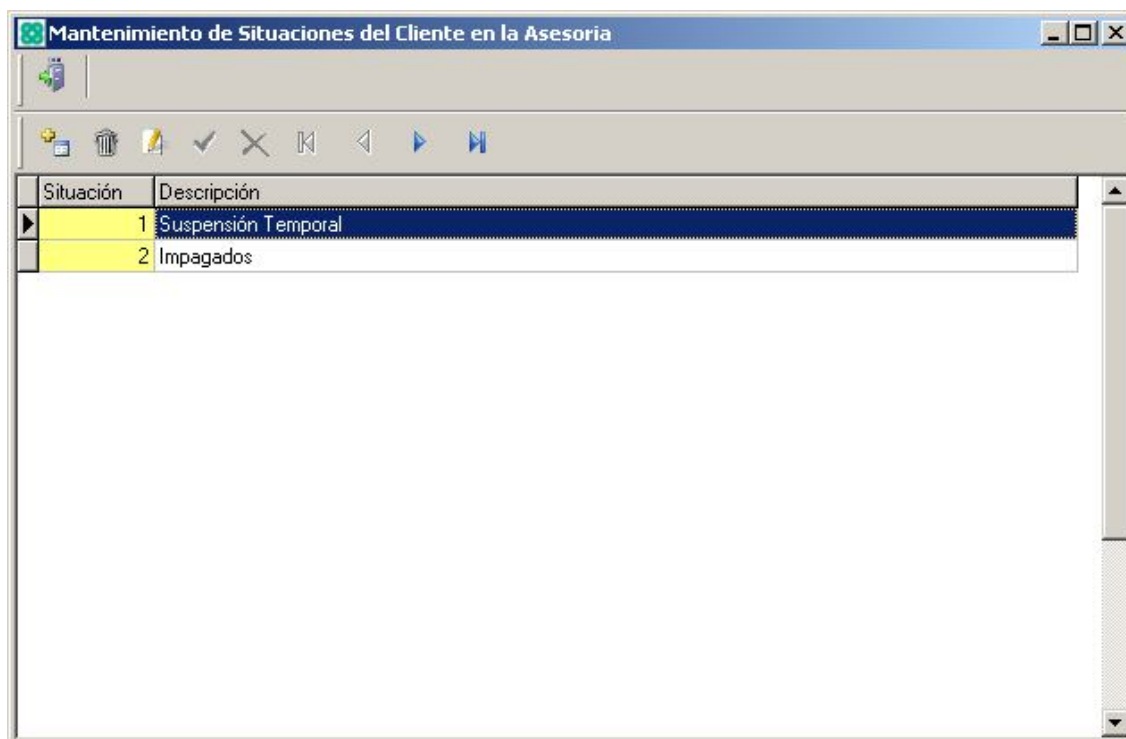 Mantenimiento de Situaciones del Cliente en la Asesoria
Situación Descripción
1 Suspensión Temporal
2 Impagados